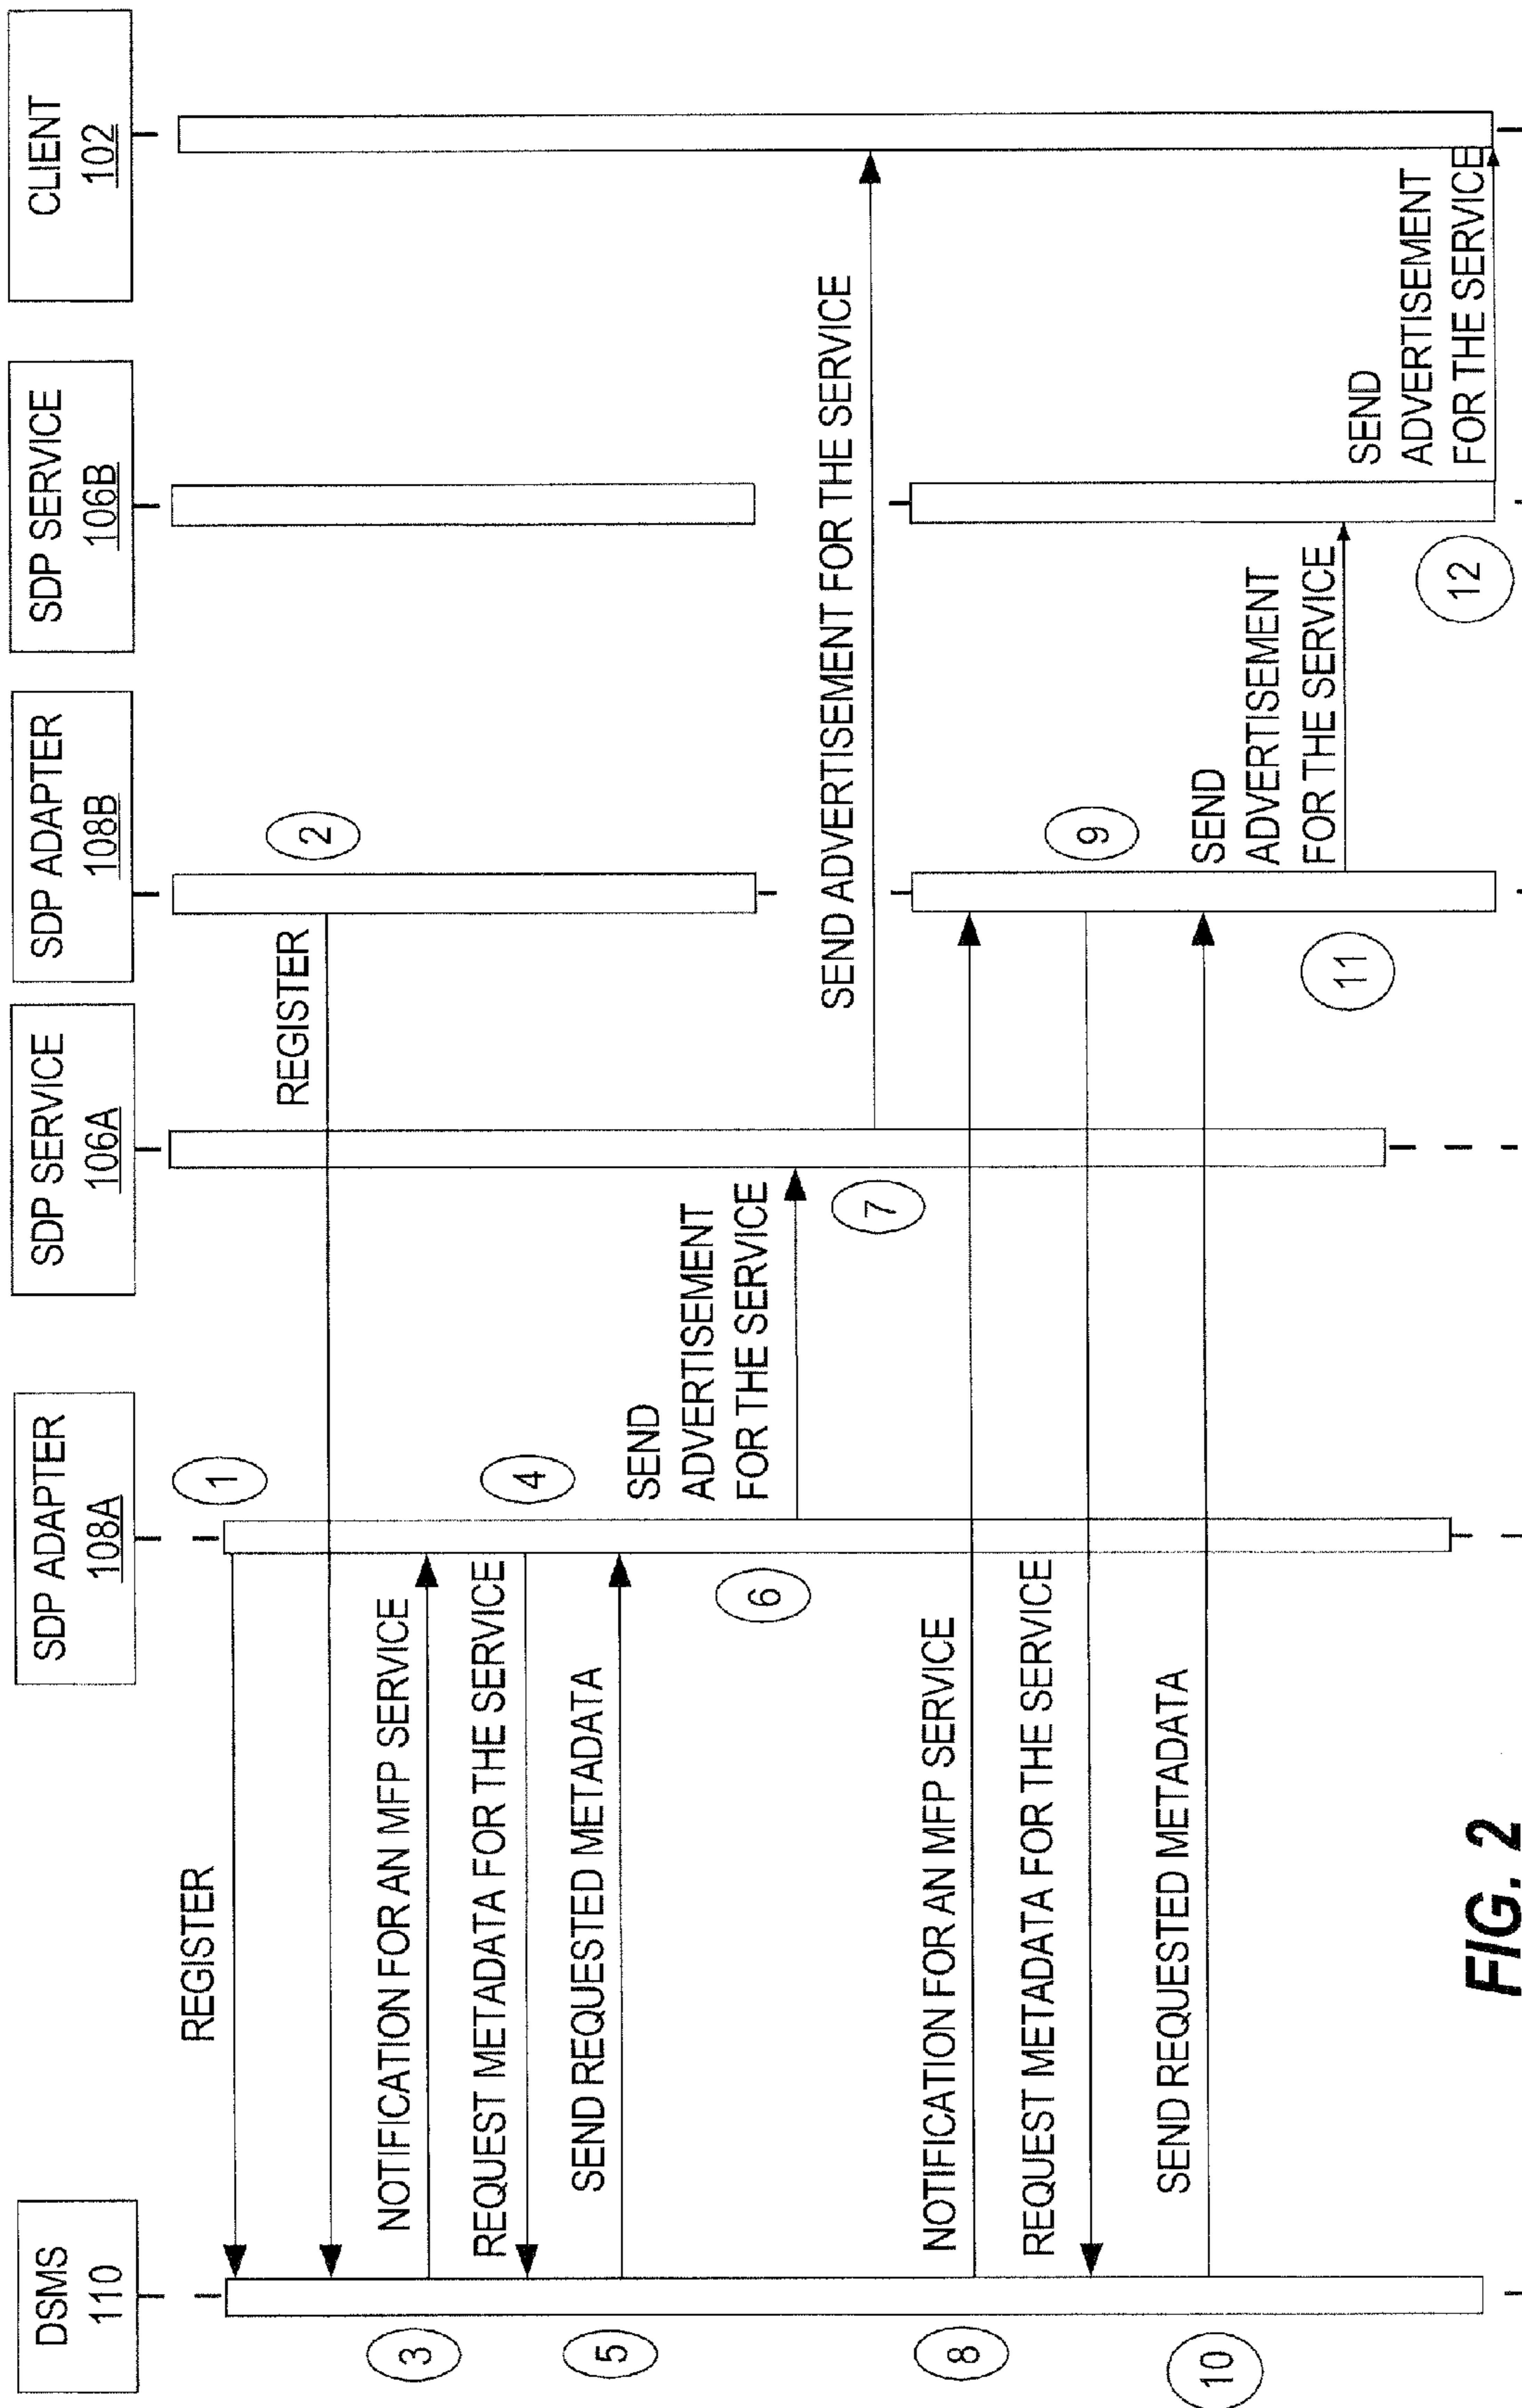 DSMS
110
SDP ADAPTER
108A
SDP SERVICE
106A
SDP ADAPTER
108B
SDP SERVICE
106B
CLIENT
102
1
REGISTER
2
REGISTER
3
NOTIFICATION FOR AN MFP SERVICE
4
REQUEST METADATA FOR THE SERVICE
5
SEND REQUESTED METADATA
6
SEND
ADVERTISEMENT
FOR THE SERVICE
7
SEND ADVERTISEMENT FOR THE SERVICE
8
NOTIFICATION FOR AN MFP SERVICE
9
REQUEST METADATA FOR THE SERVICE
10
SEND REQUESTED METADATA
11
SEND
ADVERTISEMENT
FOR THE SERVICE
12
SEND
ADVERTISEMENT
FOR THE SERVICE
FIG. 2